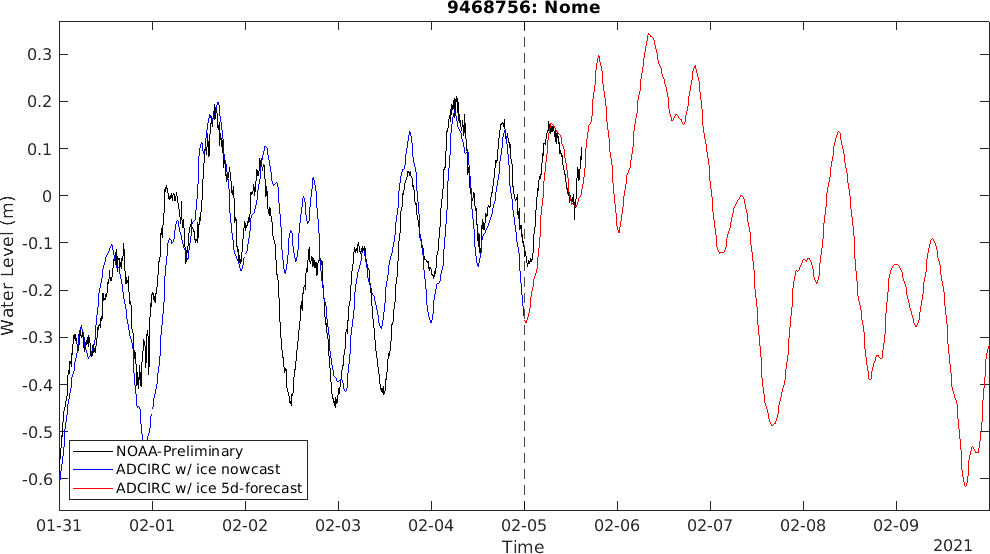 9468756: Nome
Water Level (m)
0.3
0.2
0.1
0
-0.1
-0.2
-0.3
-0.4
-0.5
-0.6
NOAA-Preliminary
ADCIRC w/ ice nowcast
ADCIRC w/ ice 5d-forecast
01-31 02-01 02-02 02-03 02-04 02-05 02-06 02-07 02-08 02-09
Time
2021